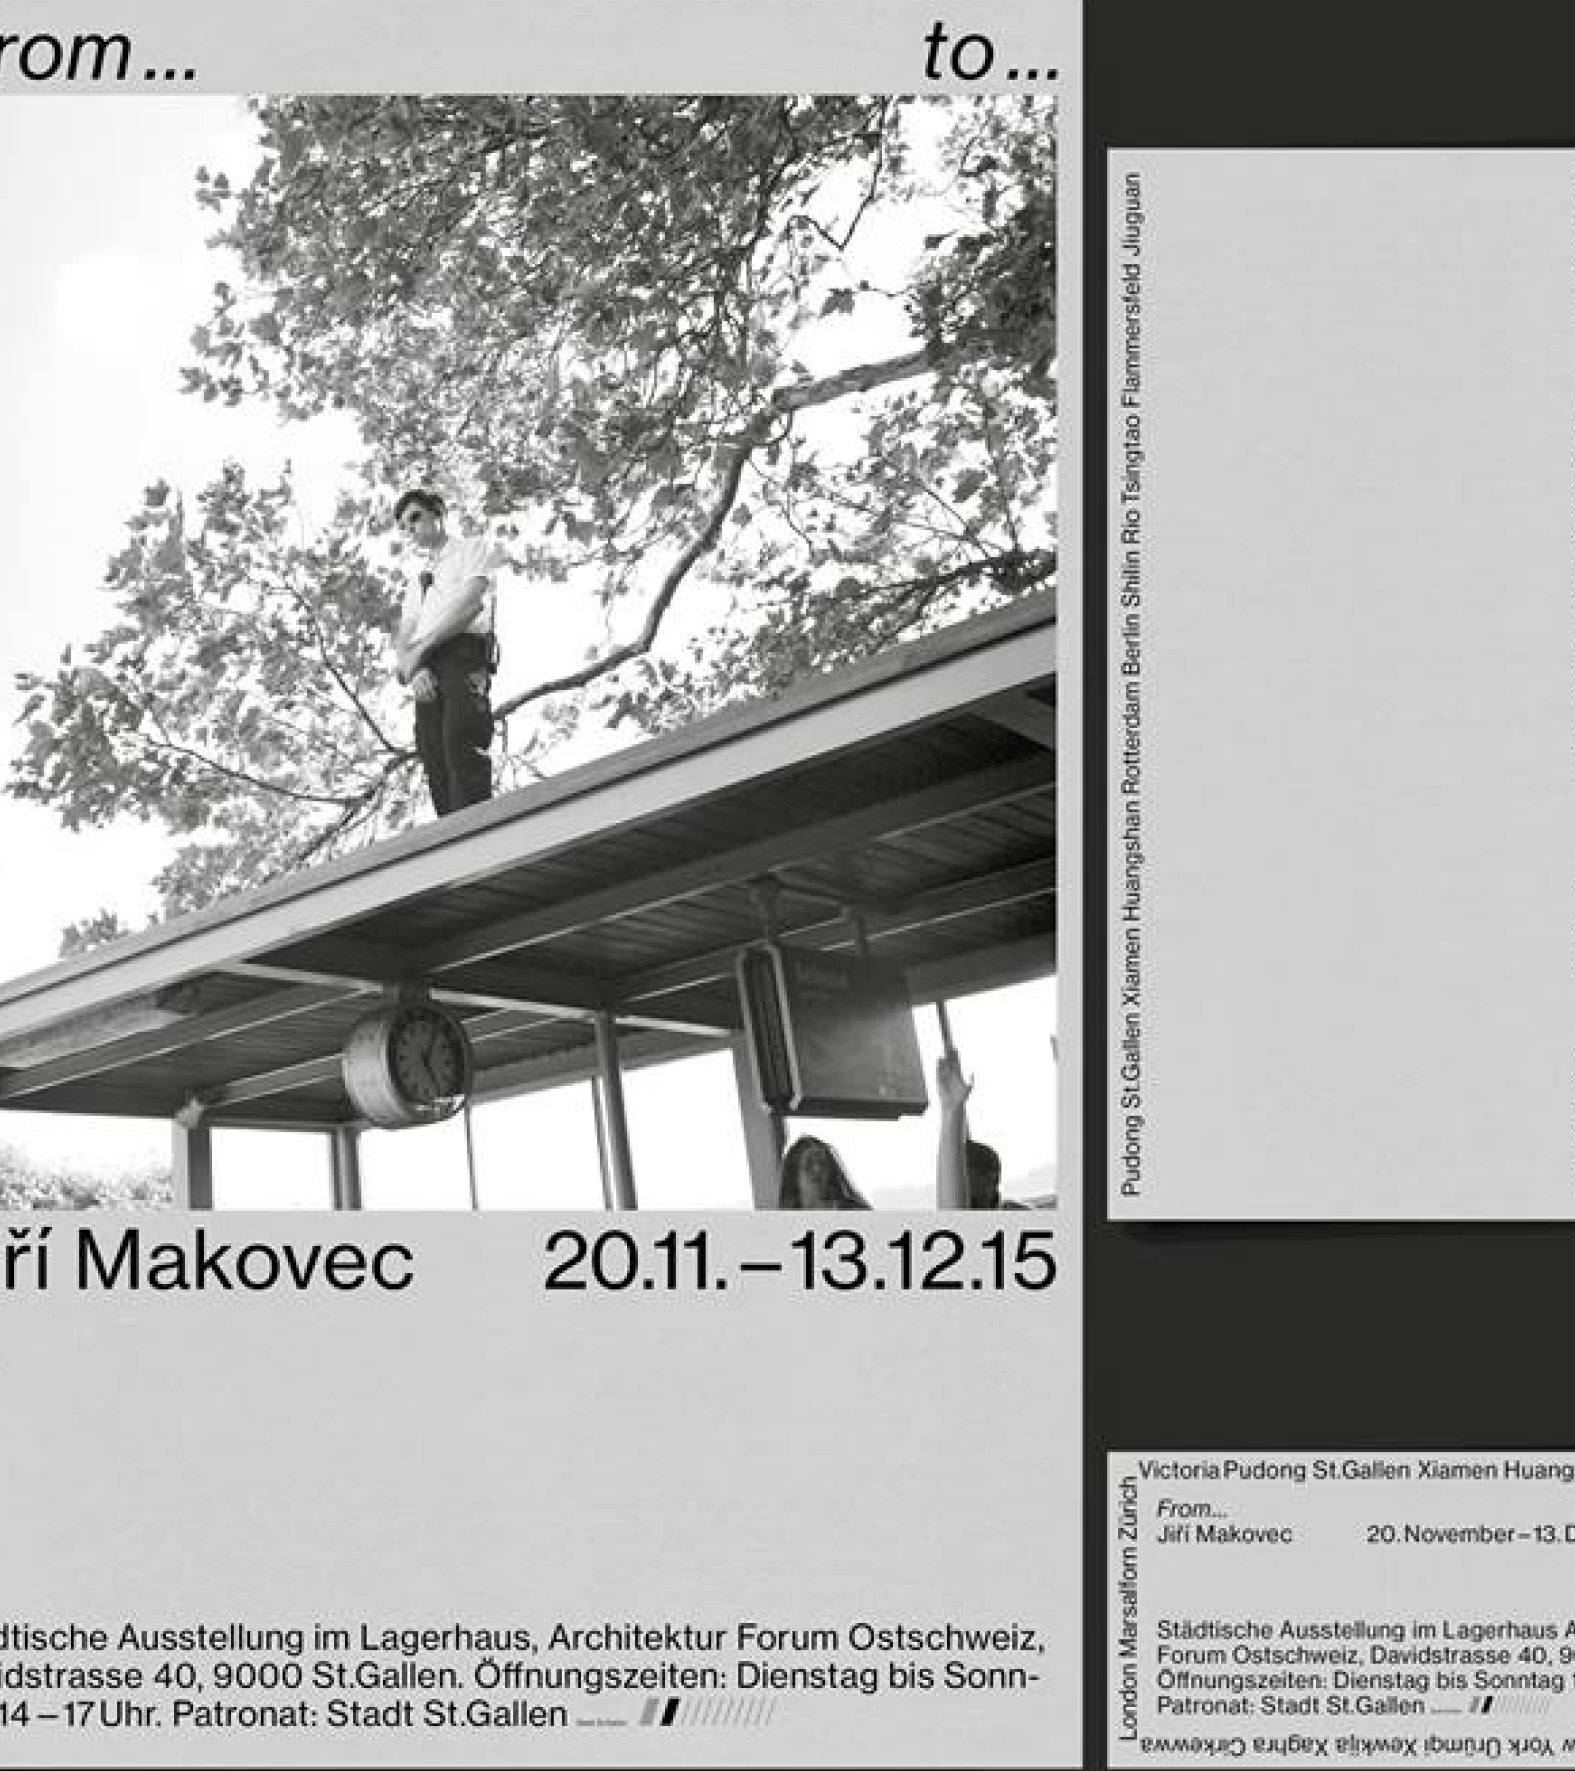 rom... to...
ří Makovec 20.11. – 13.12.15
dtische Ausstellung im Lagerhaus, Architektur Forum Ostschweiz,
idstrasse 40, 9000 St.Gallen. Öffnungszeiten: Dienstag bis Sonn-
14 – 17 Uhr. Patronat: Stadt St.Gallen
Pudong St.Gallen Xiamen Huangshan Rotterdam Berlin Shilin Rio Tsingtao Flammersfeld Jiuguan
Victoria Pudong St.Gallen Xiamen Huang
London Marsalforn Zürich
From...
Jiří Makovec 20. November – 13. D
Städtische Ausstellung im Lagerhaus A
Forum Ostschweiz, Davidstrasse 40, 9
Öffnungszeiten: Dienstag bis Sonntag
Patronat: Stadt St.Gallen
w York Ürümqi Xewkija Xaghra Cirkewwa